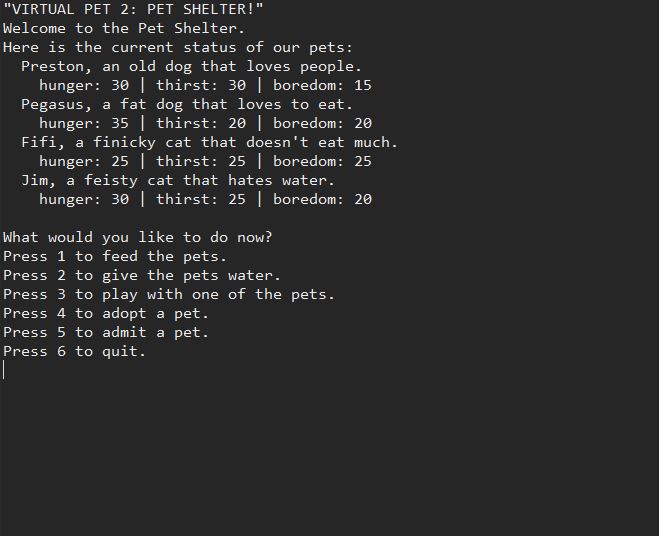 "VIRTUAL PET 2: PET SHELTER!"
Welcome to the Pet Shelter.
Here is the current status of our pets:
  Preston, an old dog that loves people.
    hunger: 30 | thirst: 30 | boredom: 15
  Pegasus, a fat dog that loves to eat.
    hunger: 35 | thirst: 20 | boredom: 20
  Fifi, a finicky cat that doesn't eat much.
    hunger: 25 | thirst: 25 | boredom: 25
  Jim, a feisty cat that hates water.
    hunger: 30 | thirst: 25 | boredom: 20

What would you like to do now?
Press 1 to feed the pets.
Press 2 to give the pets water.
Press 3 to play with one of the pets.
Press 4 to adopt a pet.
Press 5 to admit a pet.
Press 6 to quit.